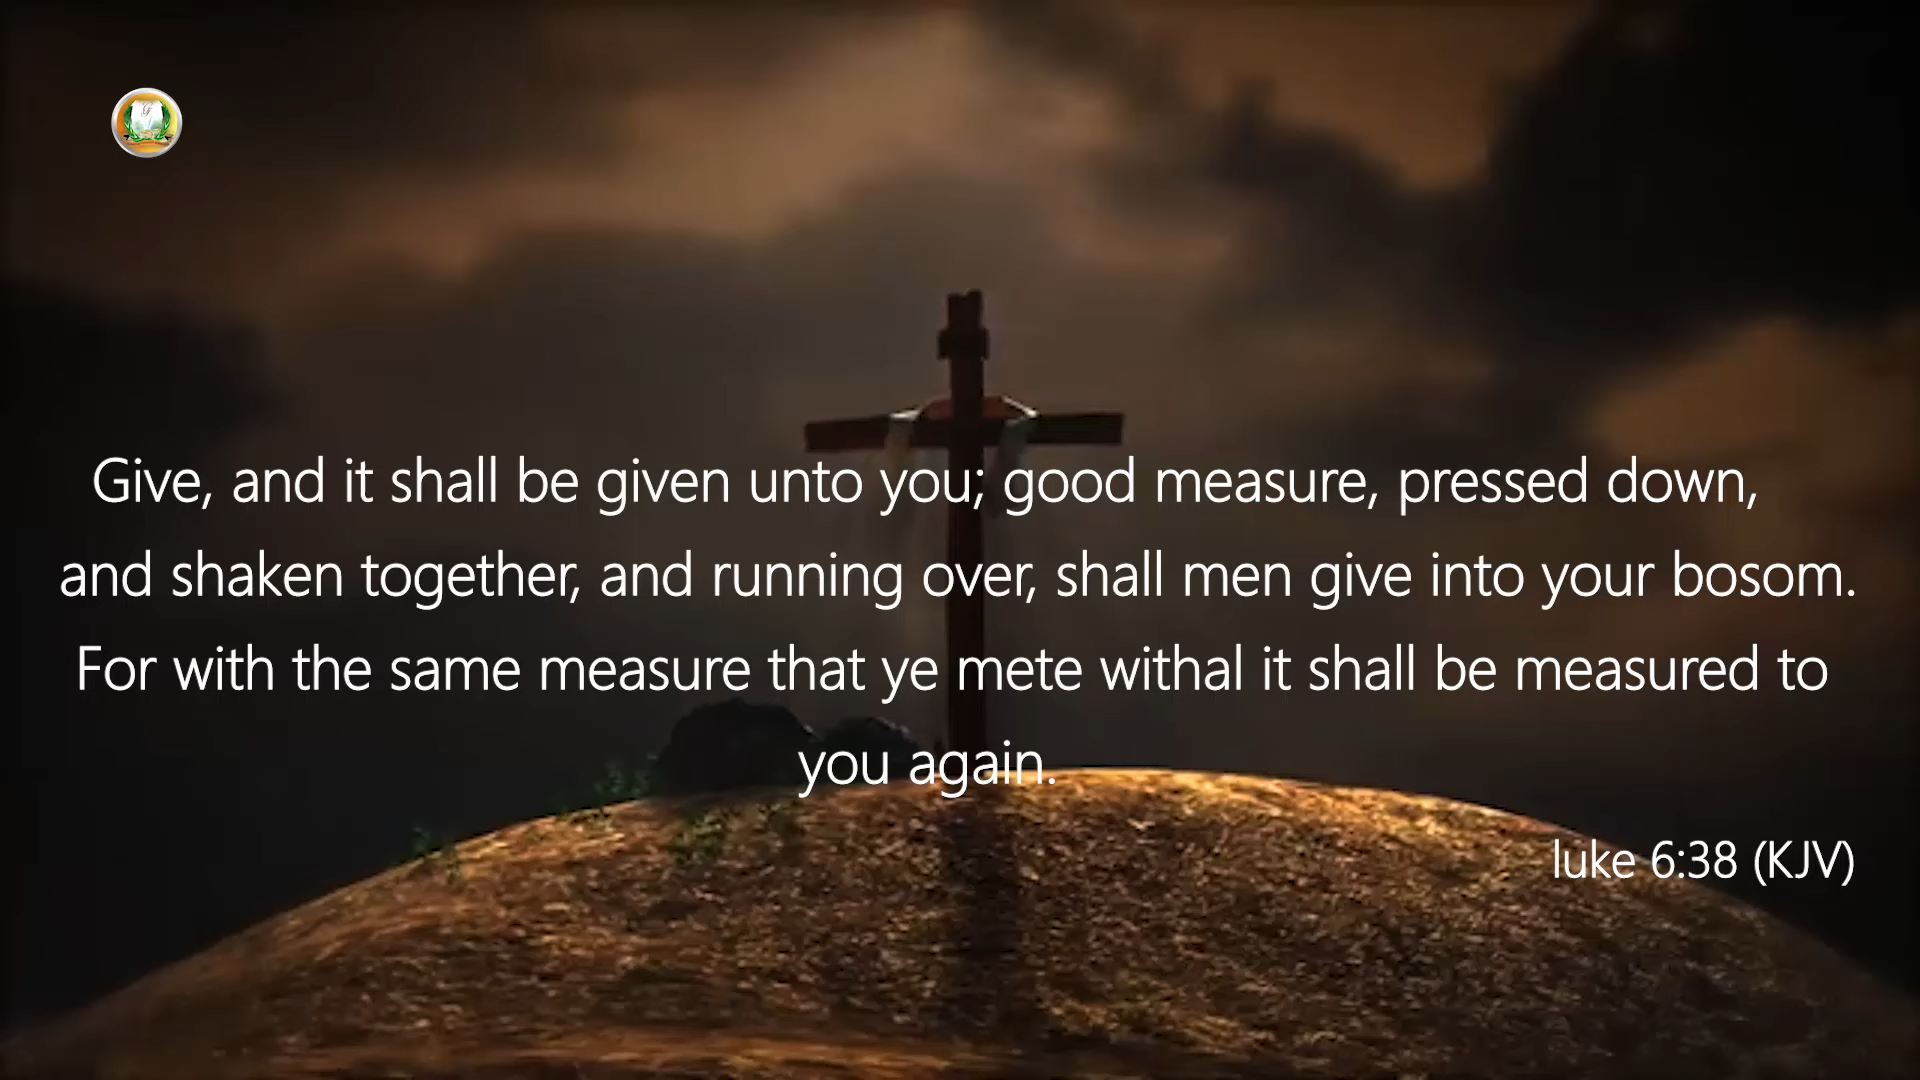 Give, and it shall be given unto you; good measure, pressed down,
and shaken together, and running over, shall men give into your bosom.
For with the same measure that ye mete withal it shall be measured to
you again.
luke 6:38 (KJV)